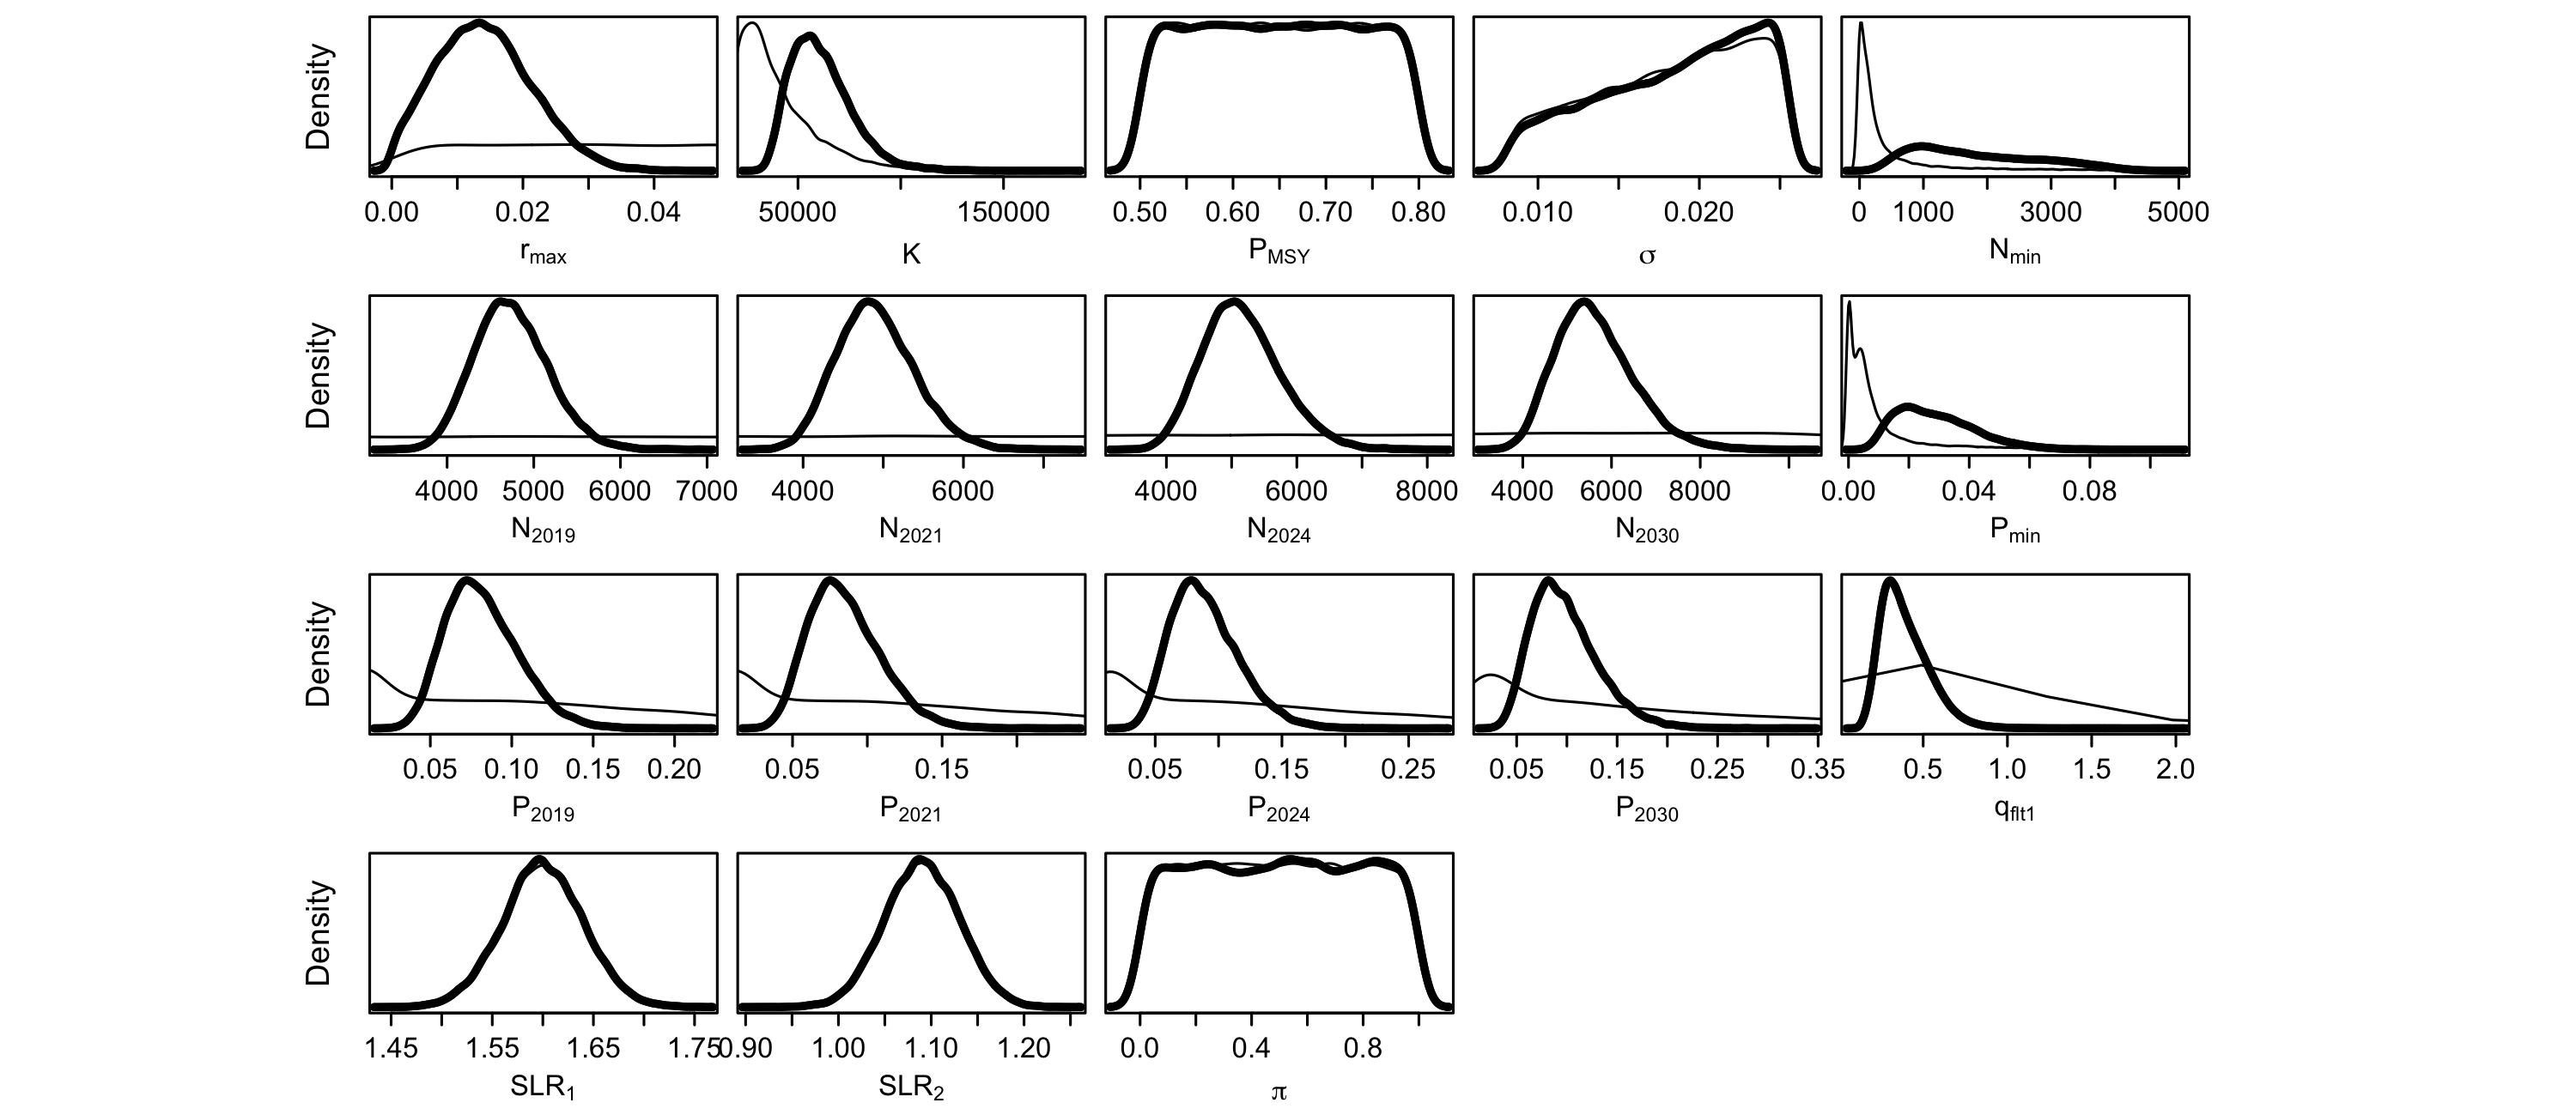 Density
0.00 0.02 0.04 50000 150000 0.50 0.60 0.70 0.80 0.010 0.020 0 1000 3000 5000
r_max K P_MSY σ N_min
Density
4000 5000 6000 7000 4000 6000 4000 6000 8000 4000 6000 8000 0.00 0.04 0.08
N_2019 N_2021 N_2024 N_2030 P_min
Density
0.05 0.10 0.15 0.20 0.05 0.15 0.05 0.15 0.25 0.05 0.15 0.25 0.35 0.5 1.0 1.5 2.0
P_2019 P_2021 P_2024 P_2030 q_flt1
Density
1.45 1.55 1.65 1.75 0.90 1.00 1.10 1.20 0.0 0.4 0.8
SLR_1 SLR_2 π